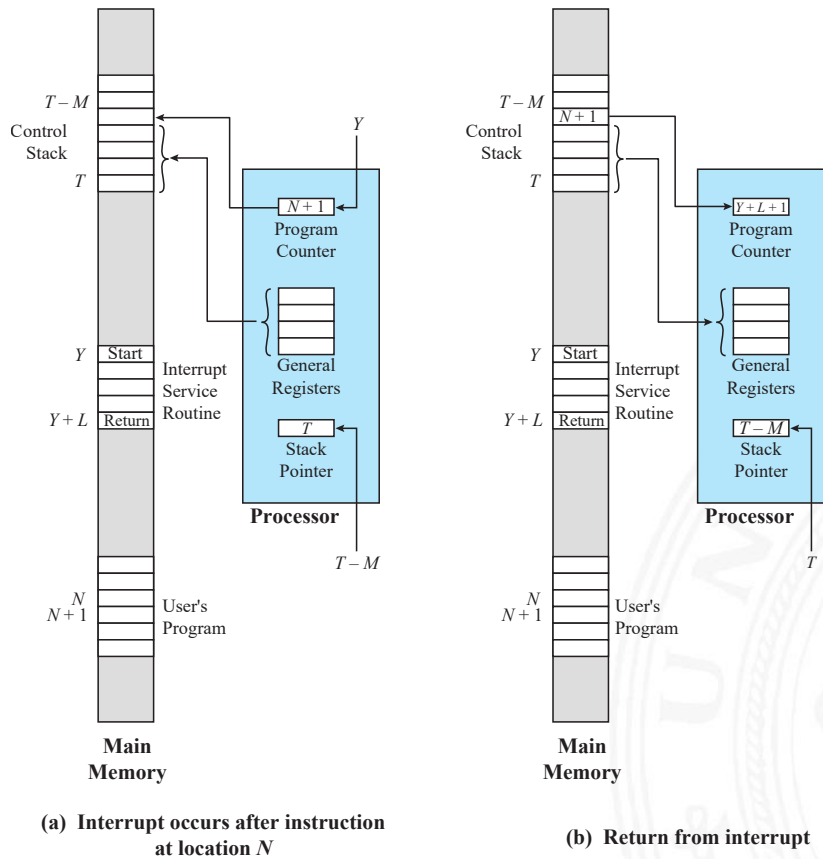 T – M
Control
Stack
T
Y
N + 1
Program
Counter
Y
Start
Interrupt
Service
Routine
General
Registers
Y + L
Return
T
Stack
Pointer
Processor
T – M
N
N + 1
User's
Program
Main
Memory
(a) Interrupt occurs after instruction
at location N
T – M
N + 1
Control
Stack
T
Y + L + 1
Program
Counter
Y
Start
Interrupt
Service
Routine
General
Registers
Y + L
Return
T – M
Stack
Pointer
Processor
T
N
N + 1
User's
Program
Main
Memory
(b) Return from interrupt
& U N